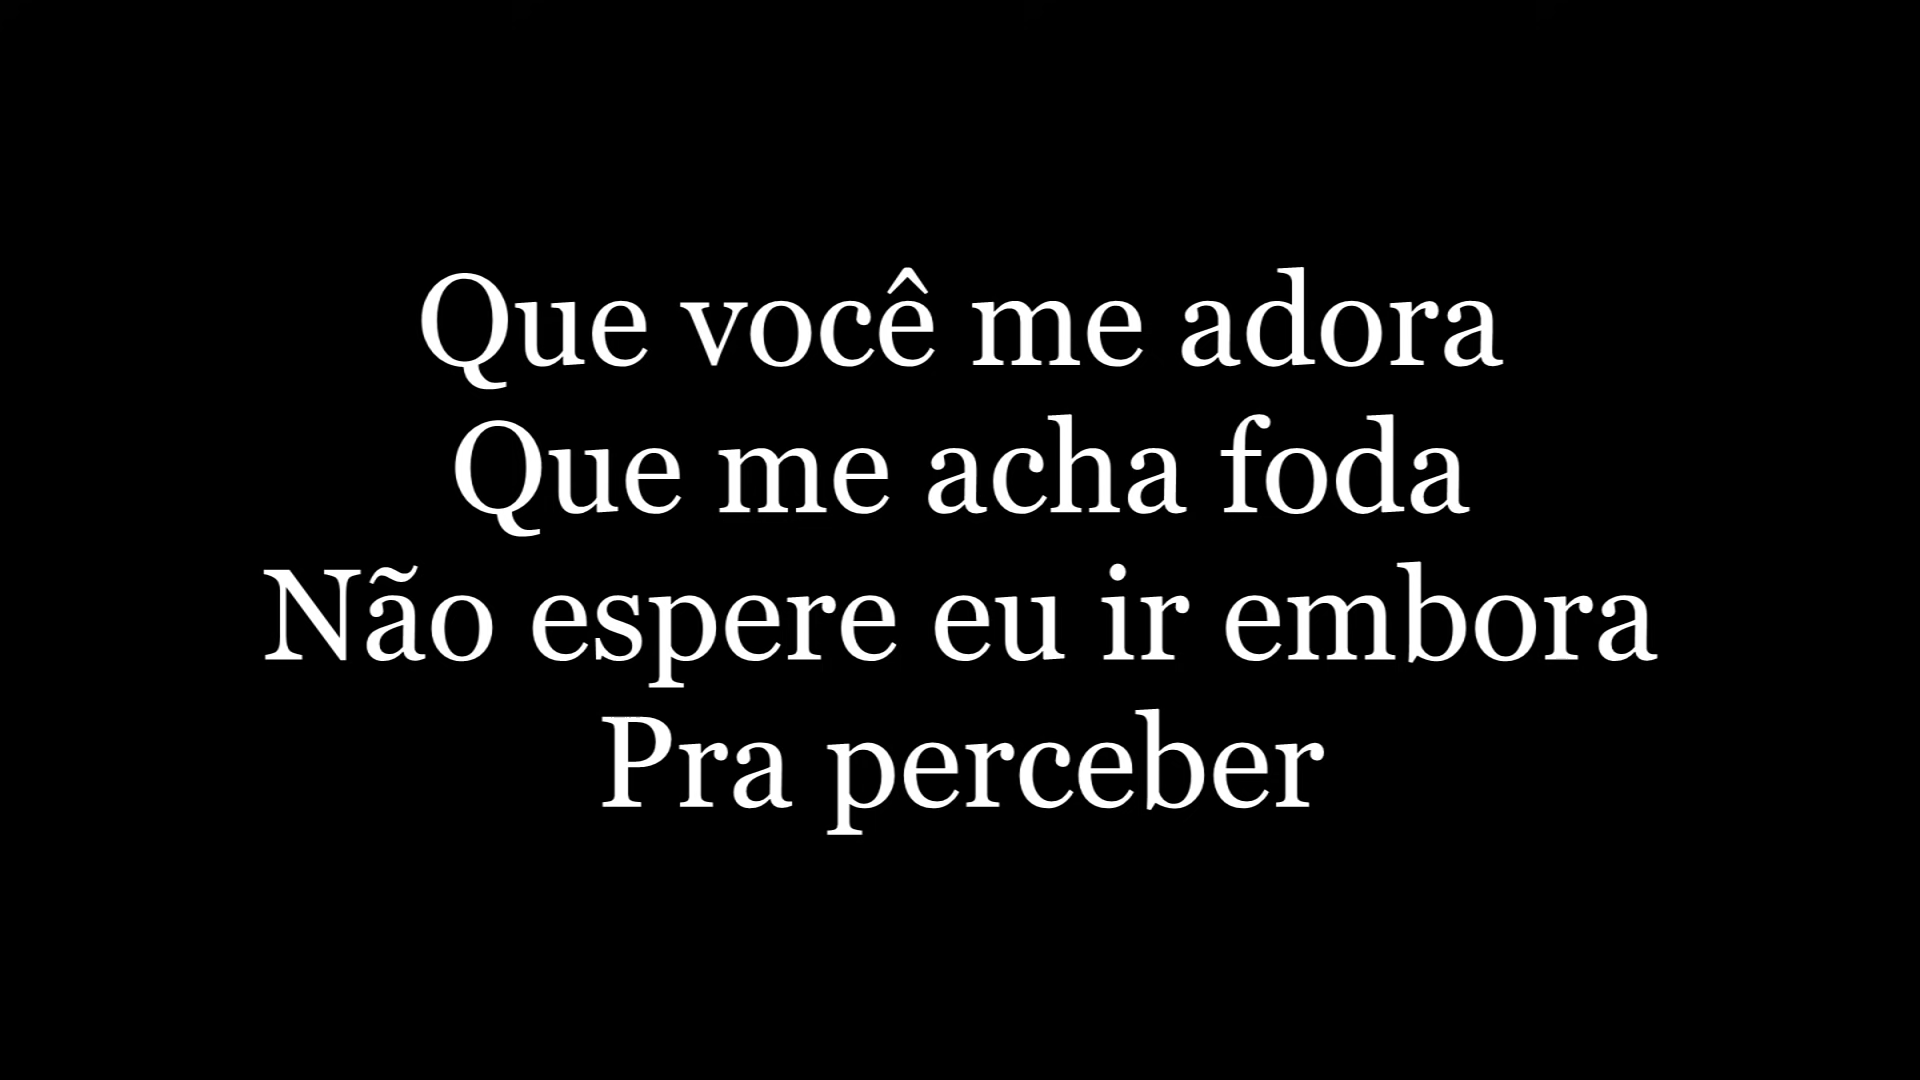 Que você me adora
Que me acha foda
Não espere eu ir embora
Pra perceber